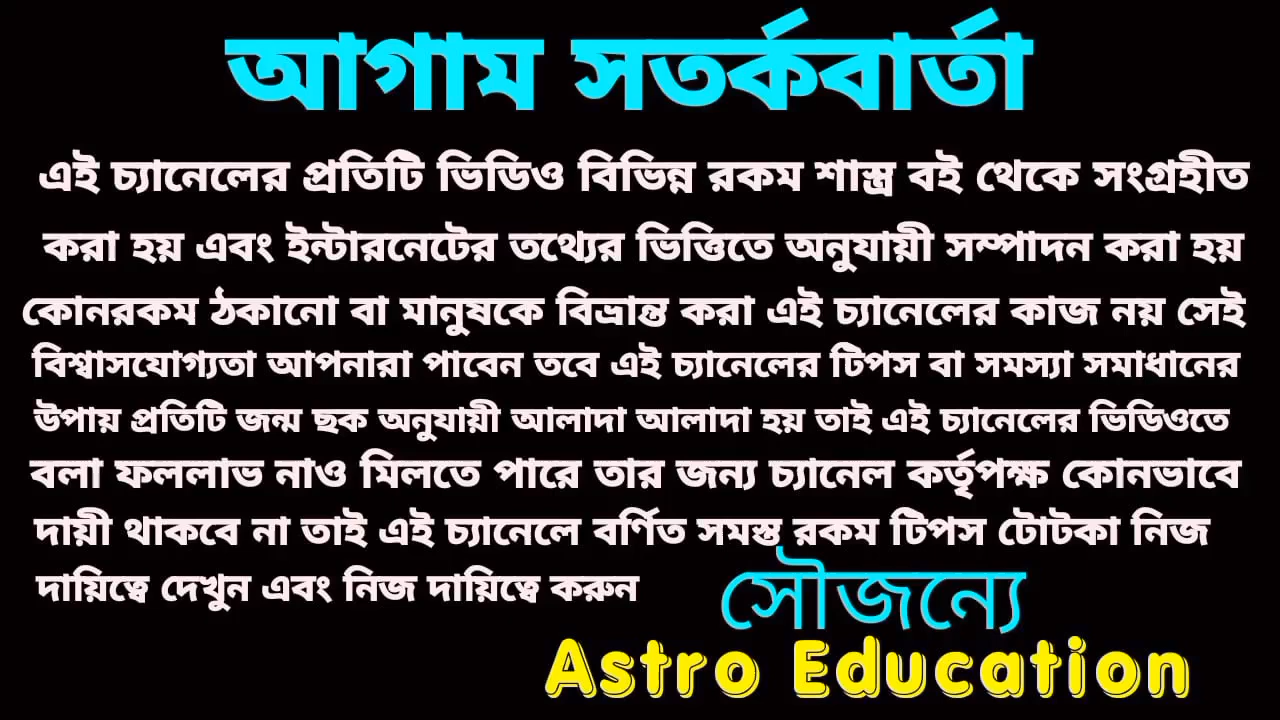 আগাম সতর্কবার্তা
এই চ্যানেলের প্রতিটি ভিডিও বিভিন্ন রকম শাস্ত্র বই থেকে সংগ্রহীত
করা হয় এবং ইন্টারনেটের তথ্যের ভিত্তিতে অনুযায়ী সম্পাদন করা হয়
কোনরকম ঠকানো বা মানুষকে বিভ্রান্ত করা এই চ্যানেলের কাজ নয় সেই
বিশ্বাসযোগ্যতা আপনারা পাবেন তবে এই চ্যানেলের টিপস বা সমস্যা সমাধানের
উপায় প্রতিটি জন্ম ছক অনুযায়ী আলাদা আলাদা হয় তাই এই চ্যানেলের ভিডিওতে
বলা ফললাভ নাও মিলতে পারে তার জন্য চ্যানেল কর্তৃপক্ষ কোনভাবে
দায়ী থাকবে না তাই এই চ্যানেলে বর্ণিত সমস্ত রকম টিপস টোটকা নিজ
দায়িত্বে দেখুন এবং নিজ দায়িত্বে করুন
সৌজন্যে
Astro Education